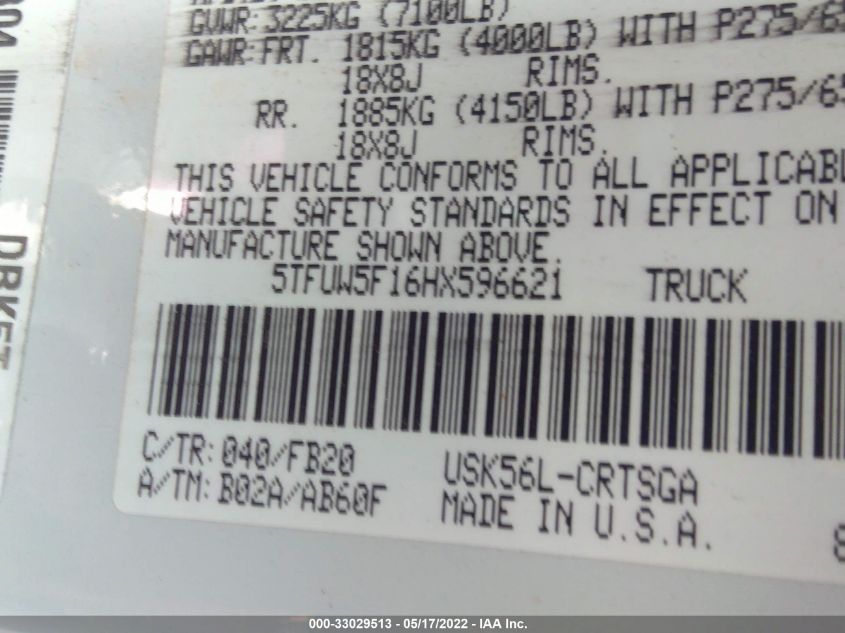 GVWR: 3225KG (7100LB)
GAWR: FRT. 1815KG (4000LB) WITH P275/65
18X8J RIMS.
RR. 1885KG (4150LB) WITH P275/65
18X8J RIMS.
THIS VEHICLE CONFORMS TO ALL APPLICABL
VEHICLE SAFETY STANDARDS IN EFFECT ON
MANUFACTURE SHOWN ABOVE.
5TFUW5F16HX596621 TRUCK
C/TR: 040/FB20 USK56L-CRTSGA
A/TM: B02A/AB60F MADE IN U.S.A.
000-33029513 - 05/17/2022 - IAA Inc.